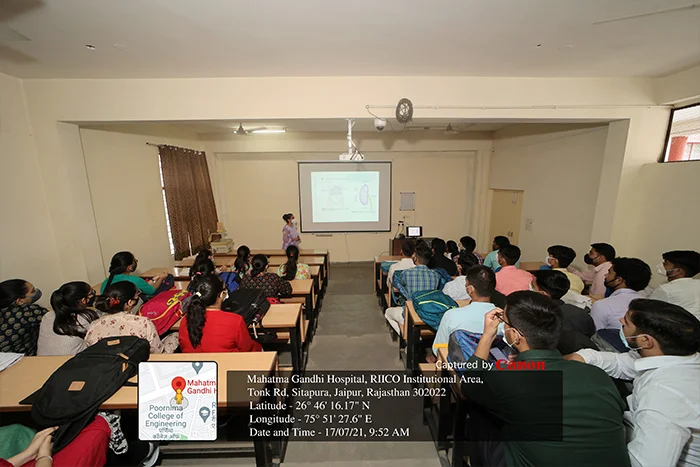 Captured by Canon
Mahatma Gandhi Hospital, RIICO Institutional Area,
Tonk Rd, Sitapura, Jaipur, Rajasthan 302022
Latitude - 26° 46' 16.17" N
Longitude - 75° 51' 27.6" E
Date and Time - 17/07/21, 9:52 AM
Mahatma
Gandhi H
Poornima
College of
Engineering